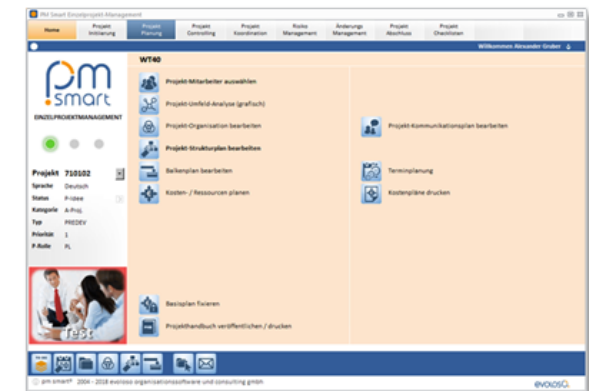 PM Smart Einzelprojekt-Management
Home
Projekt Initiierung
Projekt Planung
Projekt Controlling
Projekt Koordination
Risiko Management
Änderungs Management
Projekt Abschluss
Projekt Checklisten
Willkommen Alexander Gruber
WT40
pm smart
EINZELPROJEKTMANAGEMENT
Projekt-Mitarbeiter auswählen
Projekt-Umfeld-Analyse (grafisch)
Projekt-Organisation bearbeiten
Projekt-Kommunikationsplan bearbeiten
Projekt-Strukturplan bearbeiten
Balkenplan bearbeiten
Terminplanung
Kosten- / Ressourcen planen
Kostenpläne drucken
Projekt 710102
Sprache Deutsch
Status P-Idee
Kategorie A-Proj.
Typ PREDEV
Priorität 1
P.Rolle PL
Test
Basisplan fixieren
Projekthandbuch veröffentlichen / drucken
pm smart® 2004 - 2018 evoloso organisationssoftware und consulting gmbh
evolosO.